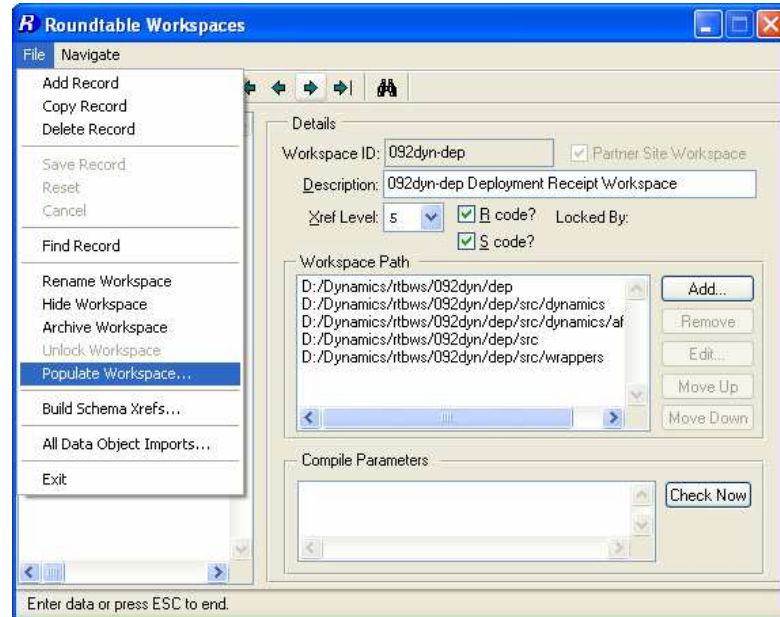 R Roundtable Workspaces
File Navigate
Add Record
Copy Record
Delete Record
Save Record
Reset
Cancel
Find Record
Rename Workspace
Hide Workspace
Archive Workspace
Unlock Workspace
Populate Workspace...
Build Schema Xrefs...
All Data Object Imports...
Exit
Details
Workspace ID: 092dyn-dep Partner Site Workspace
Description: 092dyn-dep Deployment Receipt Workspace
Xref Level: 5 R code? Locked By:
S code?
Workspace Path
D:/Dynamics/rtbws/092dyn/dep
D:/Dynamics/rtbws/092dyn/dep/src/dynamics
D:/Dynamics/rtbws/092dyn/dep/src/dynamics/af
D:/Dynamics/rtbws/092dyn/dep/src
D:/Dynamics/rtbws/092dyn/dep/src/wrappers
Add...
Remove
Edit...
Move Up
Move Down
Compile Parameters
Check Now
Enter data or press ESC to end.